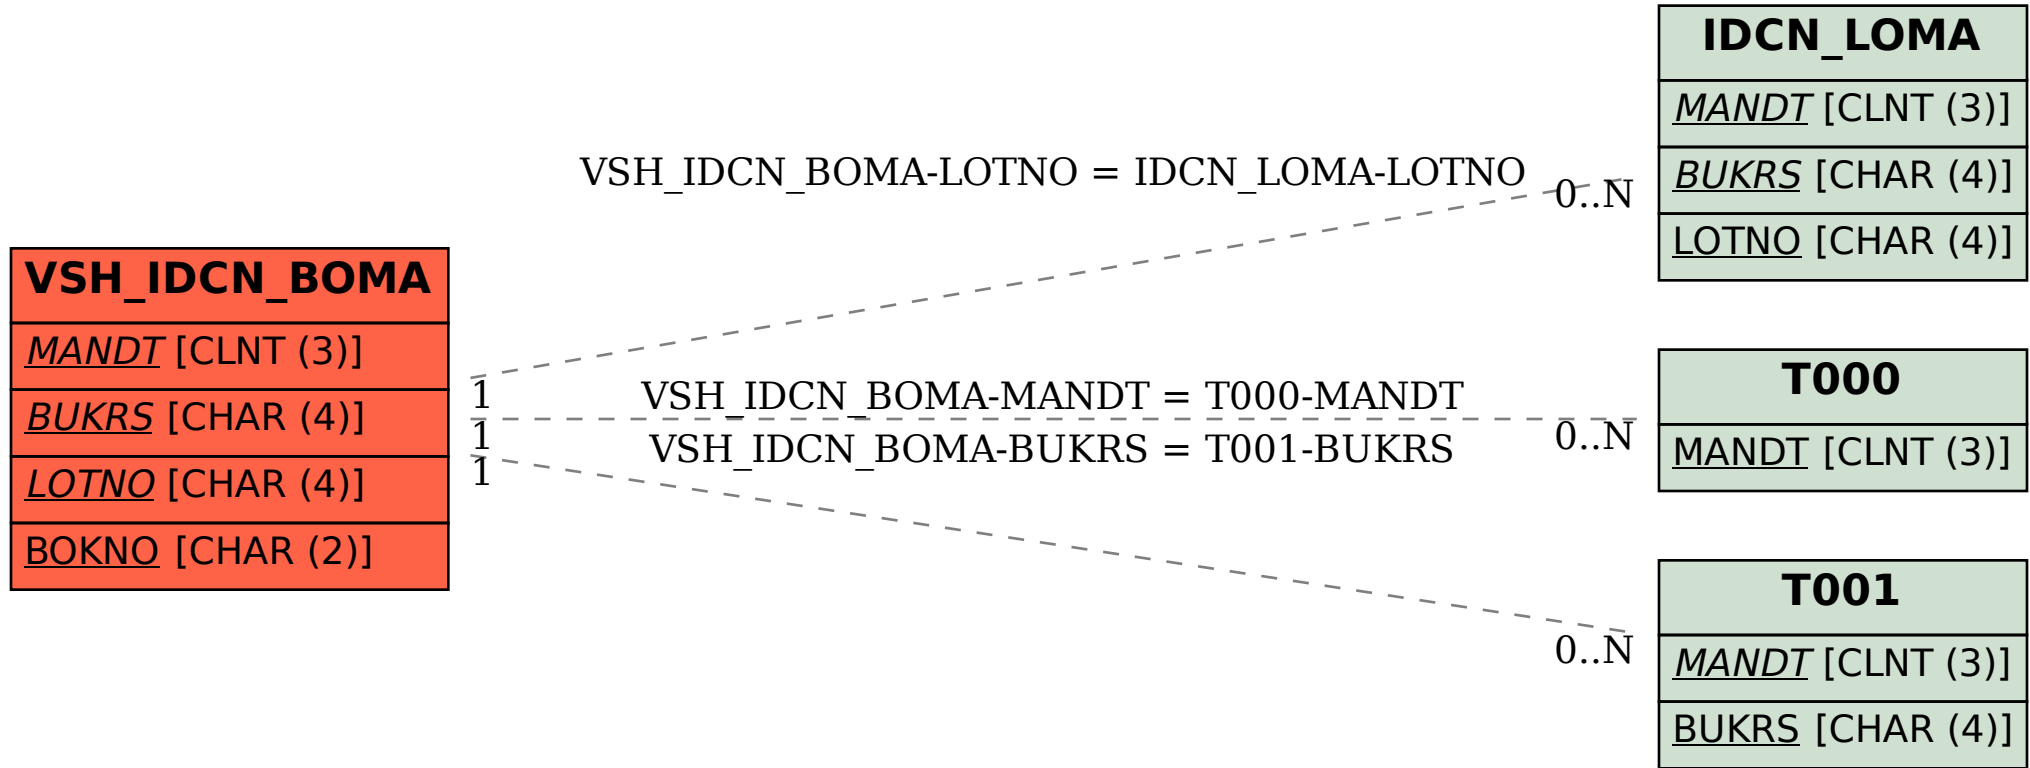 VSH_IDCN_BOMA
MANDT [CLNT (3)]
BUKRS [CHAR (4)]
LOTNO [CHAR (4)]
BOKNO [CHAR (2)]
VSH_IDCN_BOMA-LOTNO = IDCN_LOMA-LOTNO
0..N
1
VSH_IDCN_BOMA-MANDT = T000-MANDT
0..N
1
VSH_IDCN_BOMA-BUKRS = T001-BUKRS
0..N
1
IDCN_LOMA
MANDT [CLNT (3)]
BUKRS [CHAR (4)]
LOTNO [CHAR (4)]
T000
MANDT [CLNT (3)]
T001
MANDT [CLNT (3)]
BUKRS [CHAR (4)]